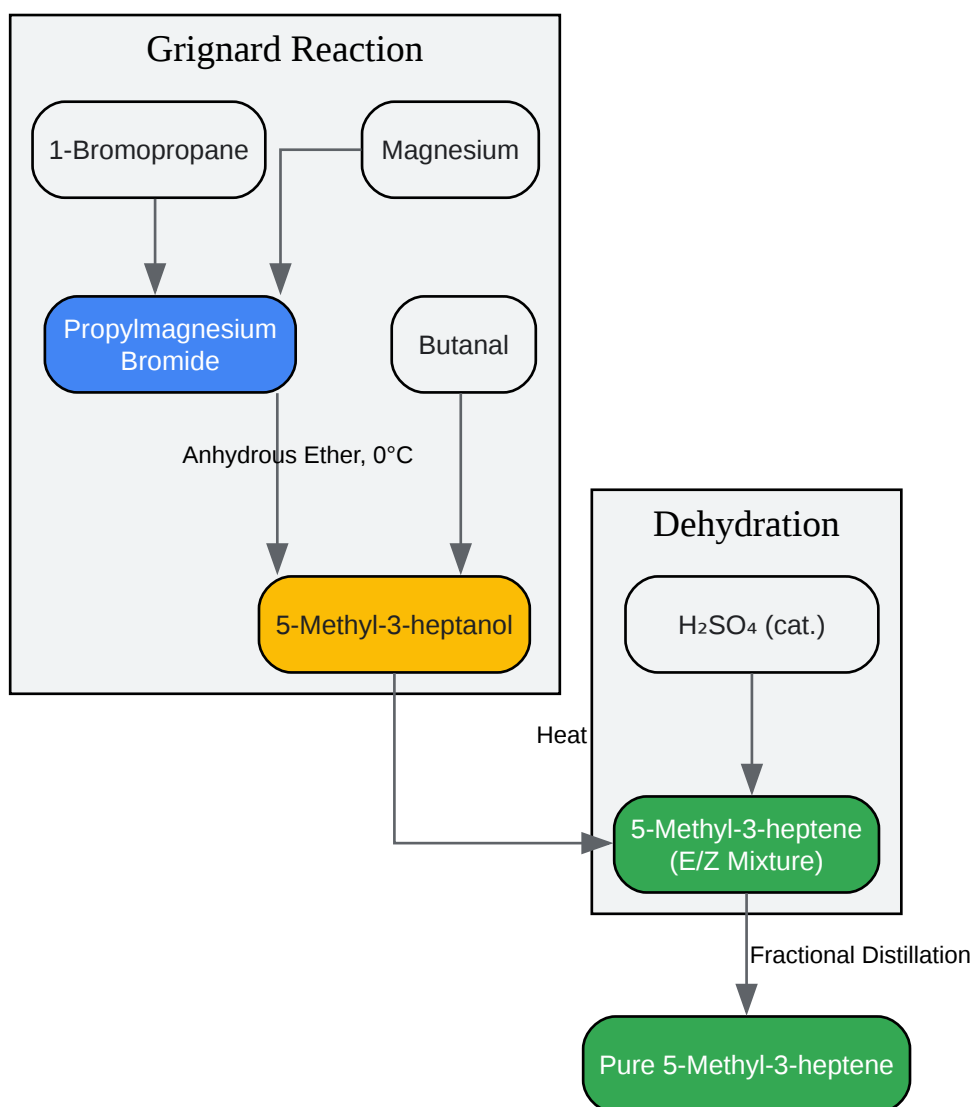 Grignard Reaction
1-Bromopropane
Magnesium
Propylmagnesium
Bromide
Butanal
Anhydrous Ether, 0°C
5-Methyl-3-heptanol
Dehydration
H₂SO₄ (cat.)
Heat
5-Methyl-3-heptene
(E/Z Mixture)
Fractional Distillation
Pure 5-Methyl-3-heptene